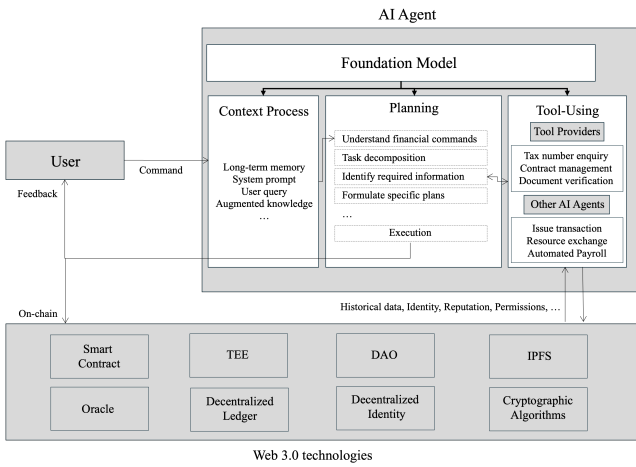 AI Agent
Foundation Model
Context Process
Long-term memory
System prompt
User query
Augmented knowledge
…
Planning
Understand financial commands
Task decomposition
Identify required information
Formulate specific plans
…
Execution
Tool-Using
Tool Providers
Tax number enquiry
Contract management
Document verification
Other AI Agents
Issue transaction
Resource exchange
Automated Payroll
User
Command
Feedback
On-chain
Historical data, Identity, Reputation, Permissions, …
Smart
Contract
TEE
DAO
IPFS
Oracle
Decentralized
Ledger
Decentralized
Identity
Cryptographic
Algorithms
Web 3.0 technologies